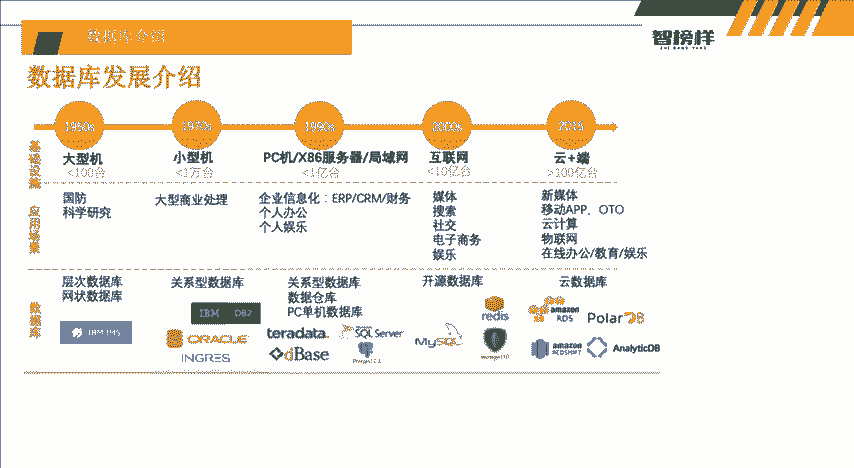 数据库介绍
智榜样
ZHI BANG YANG
数据库发展介绍
1960s
1970s
1990s
2000s
2015
基础设施
大型机
<100台
小型机
<1万台
PC机/X86服务器/局域网
<1亿台
互联网
<10亿台
云+端
>100亿台
应用场景
国防
科学研究
大型商业处理
企业信息化：ERP/CRM/财务
个人办公
个人娱乐
媒体
搜索
社交
电子商务
娱乐
新媒体
移动APP、OTO
云计算
物联网
在线办公/教育/娱乐
数据库
层次数据库
网状数据库
IBM IMS
关系型数据库
IBM DB2
ORACLE
INGRES
关系型数据库
数据仓库
PC单机数据库
teradata.
SQL Server
dBase
PostgreSQL
开源数据库
redis
MySQL
mongoDB
云数据库
amazon
RDS
PolarDB
amazon
REDSHIFT
AnalyticDB